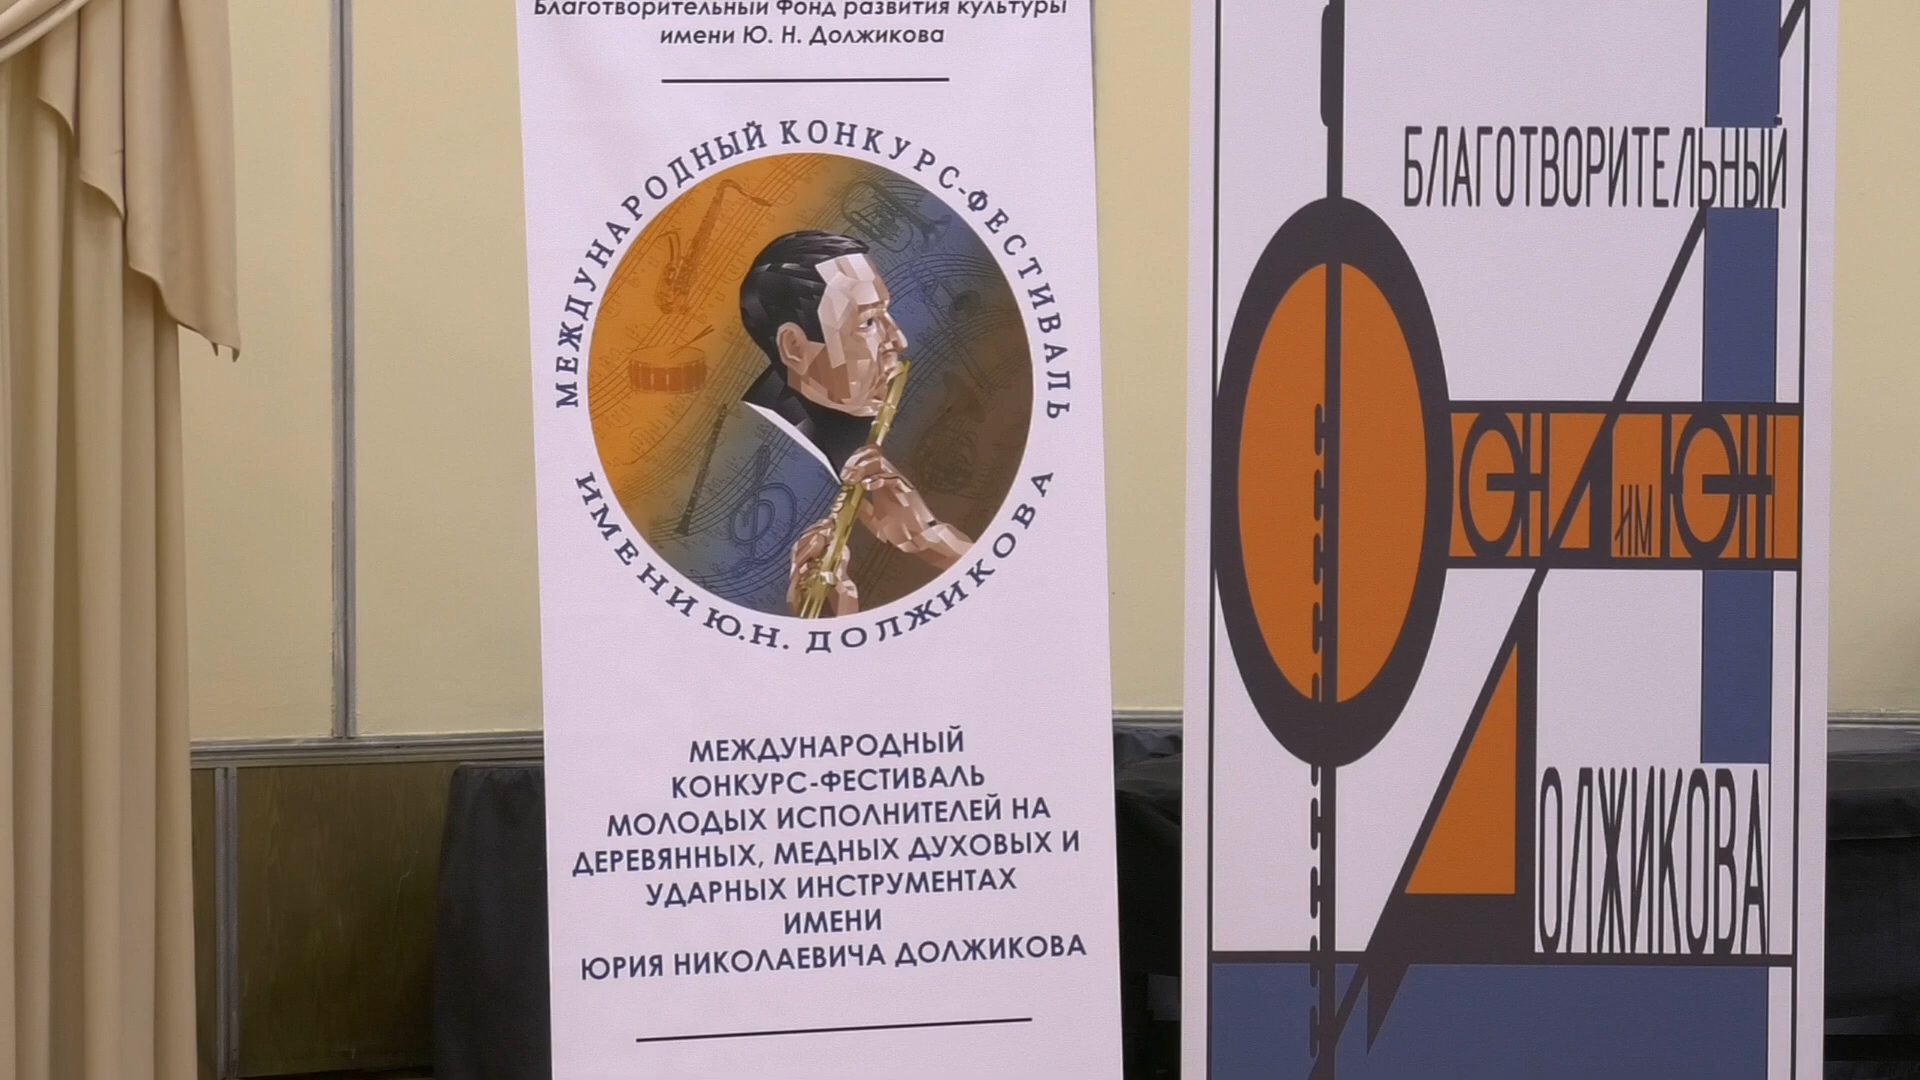 Благотворительный Фонд развития культуры
имени Ю. Н. Должикова
МЕЖДУНАРОДНЫЙ КОНКУРС-ФЕСТИВАЛЬ
ИМЕНИ Ю.Н. ДОЛЖИКОВА
МЕЖДУНАРОДНЫЙ
КОНКУРС-ФЕСТИВАЛЬ
МОЛОДЫХ ИСПОЛНИТЕЛЕЙ НА
ДЕРЕВЯННЫХ, МЕДНЫХ ДУХОВЫХ И
УДАРНЫХ ИНСТРУМЕНТАХ
ИМЕНИ
ЮРИЯ НИКОЛАЕВИЧА ДОЛЖИКОВА
БЛАГОТВОРИТЕЛЬНЫЙ
ФОНД ИМ ЮН
ДОЛЖИКОВА